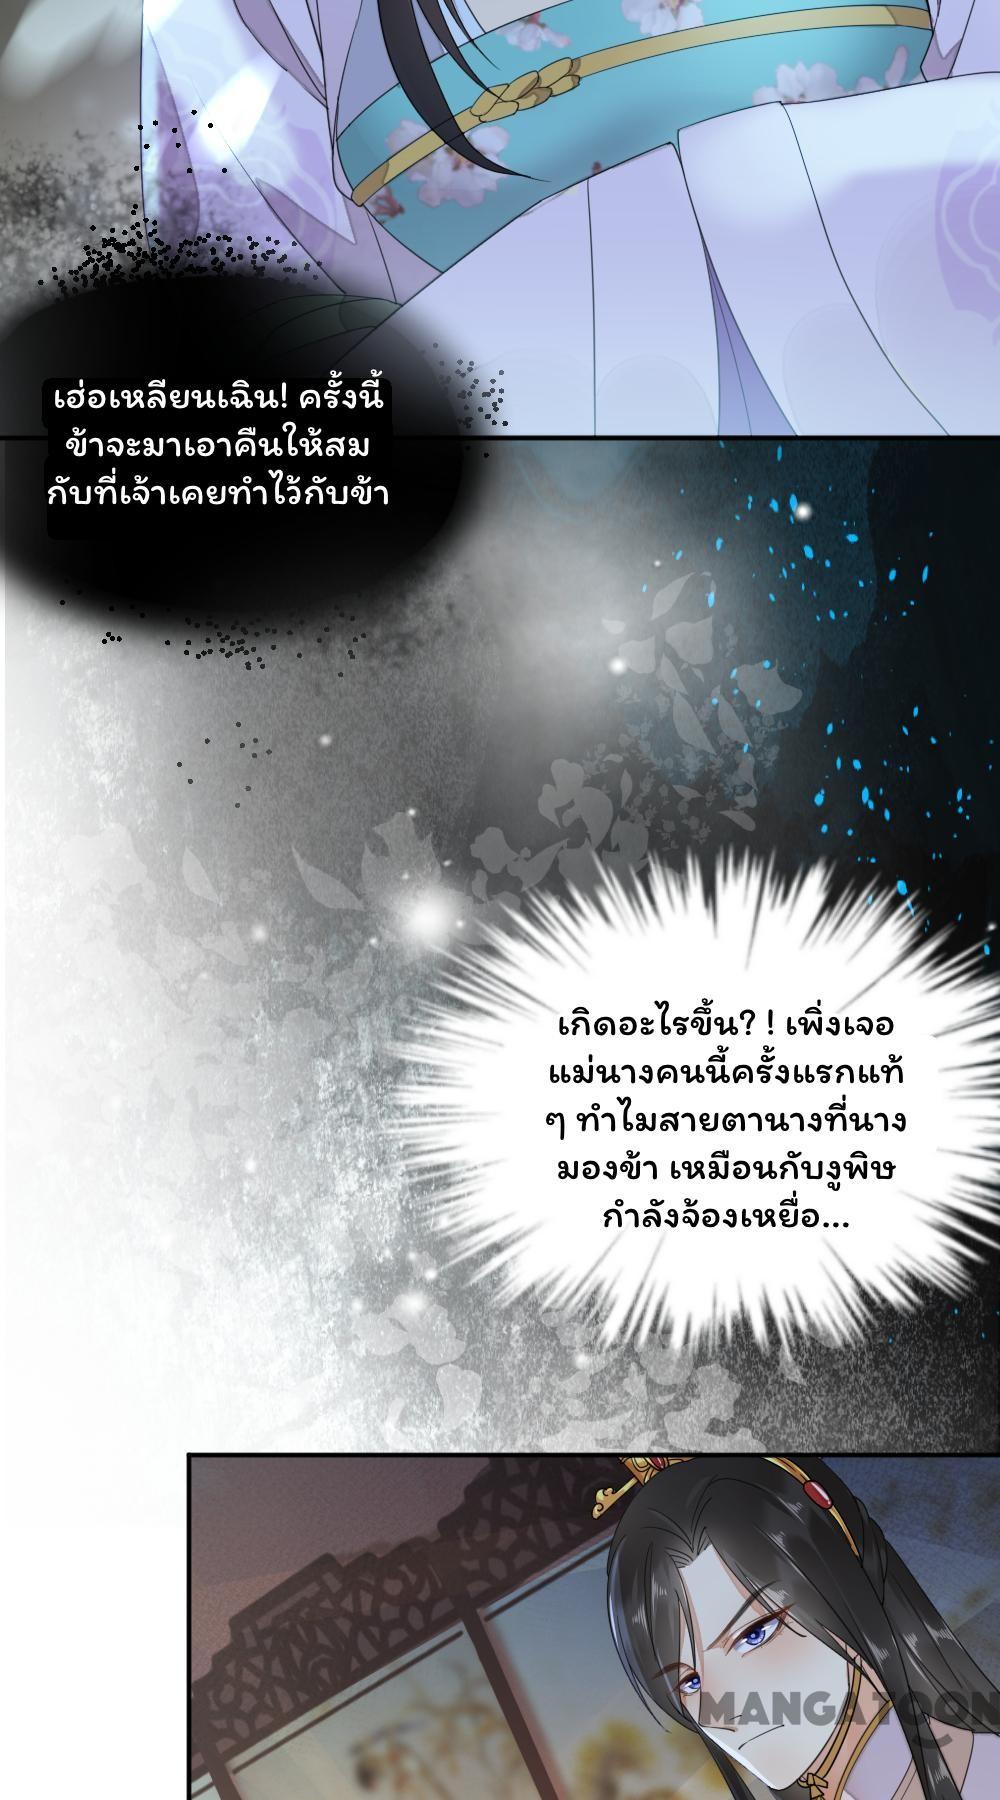 เฮ่อเหลียนเฉิน! ครั้งนี้
ข้าจะมาเอาคืนให้สม
กับที่เจ้าเคยทำไว้กับข้า
เกิดอะไรขึ้น? ! เพิ่งเจอ
แม่นางคนนี้ครั้งแรกแท้
ๆ ทำไมสายตานางที่นาง
มองข้า เหมือนกับงูพิษ
กำลังจ้องเหยื่อ...
MANGATOON